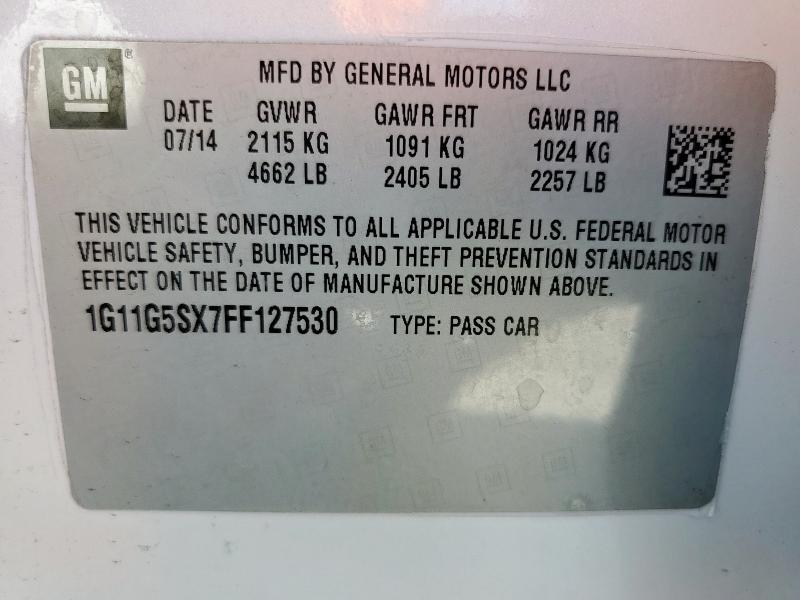 GM®
MFD BY GENERAL MOTORS LLC
DATE GVWR GAWR FRT GAWR RR
07/14 2115 KG 1091 KG 1024 KG
4662 LB 2405 LB 2257 LB
THIS VEHICLE CONFORMS TO ALL APPLICABLE U.S. FEDERAL MOTOR
VEHICLE SAFETY, BUMPER, AND THEFT PREVENTION STANDARDS IN
EFFECT ON THE DATE OF MANUFACTURE SHOWN ABOVE.
1G11G5SX7FF127530 TYPE: PASS CAR